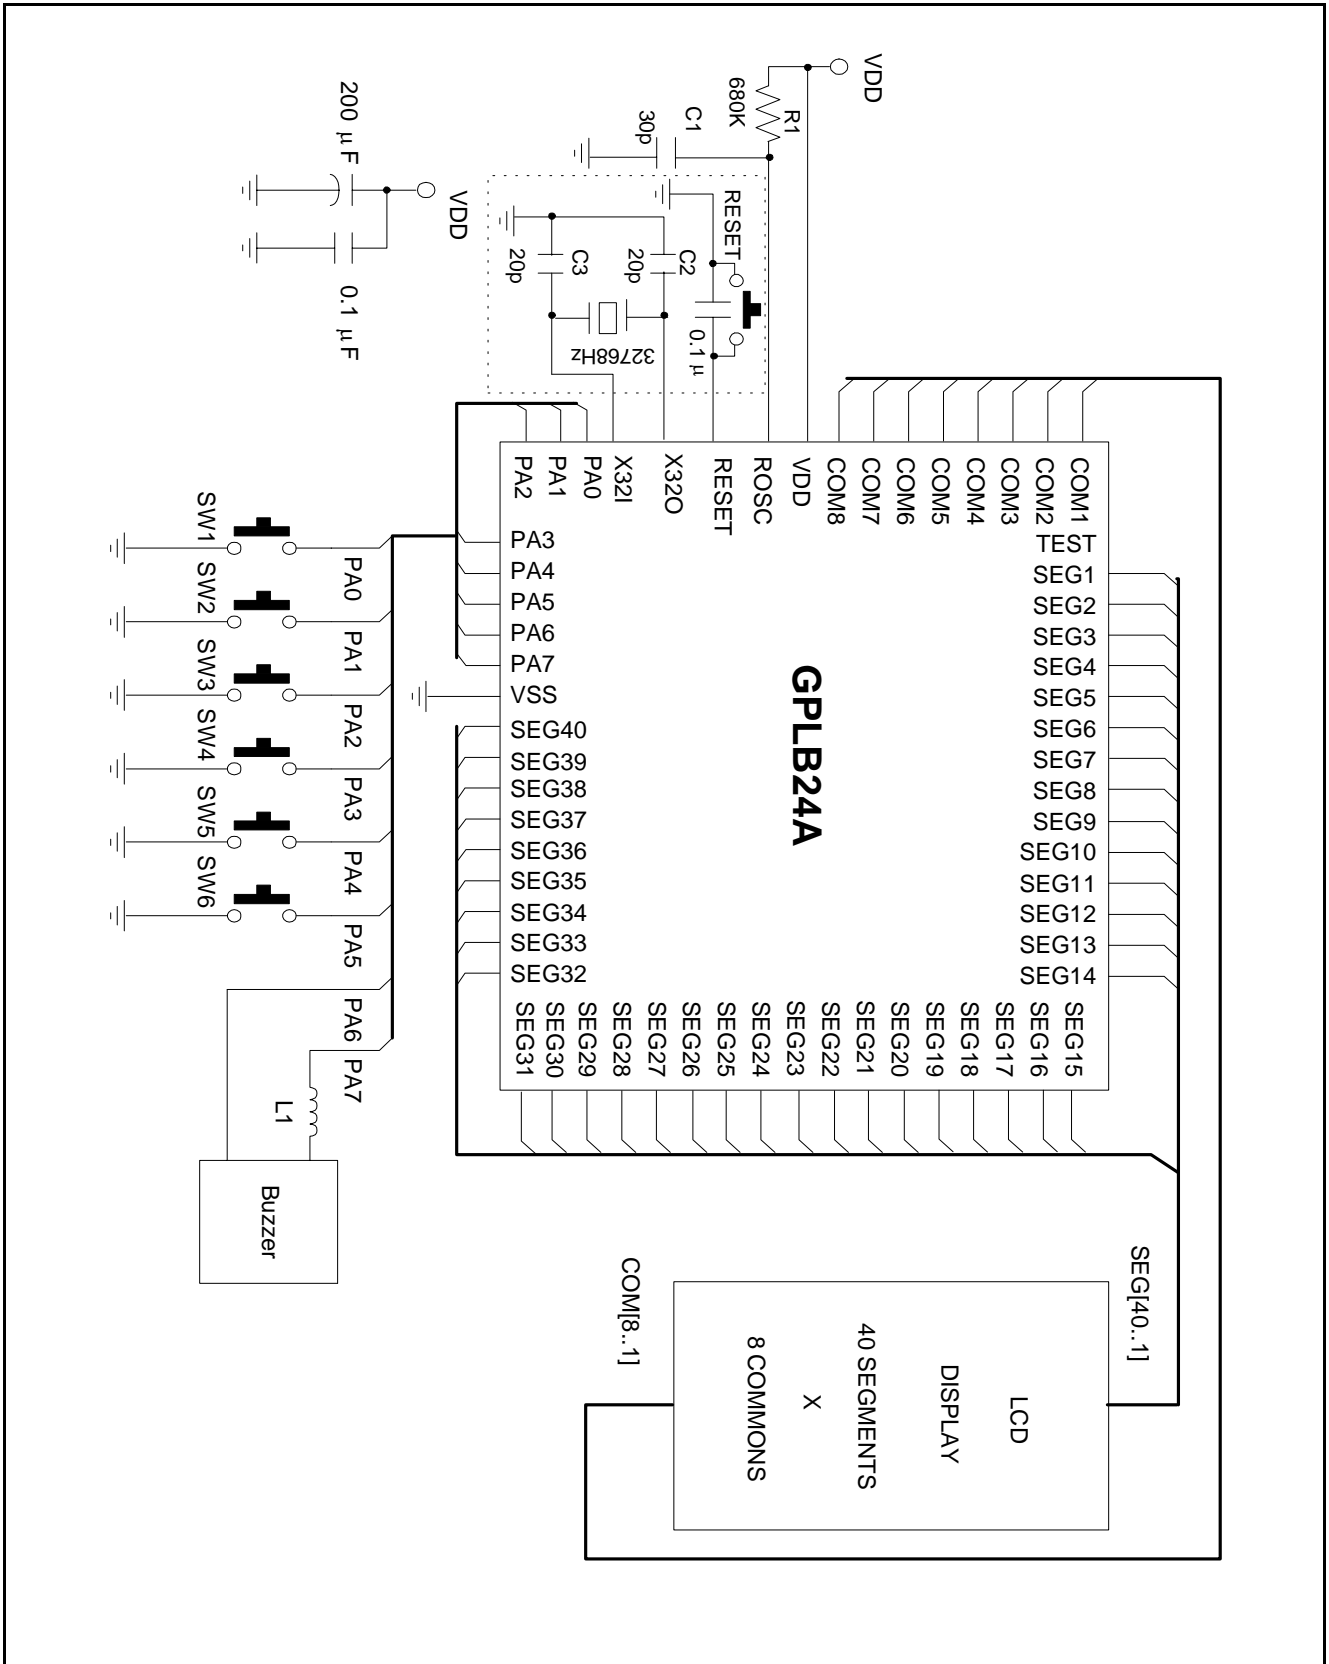 VDD
R1
680K
C1
30p
200 μF
0.1 μF
VDD
RESET
0.1 μ
C2
20p
C3
20p
32768Hz
COM1
COM2
COM3
COM4
COM5
COM6
COM7
COM8
VDD
ROSC
RESET
X32O
X32I
PA0
PA1
PA2
PA3
PA4
PA5
PA6
PA7
VSS
SEG40
SEG39
SEG38
SEG37
SEG36
SEG35
SEG34
SEG33
SEG32
TEST
SEG1
SEG2
SEG3
SEG4
SEG5
SEG6
SEG7
SEG8
SEG9
SEG10
SEG11
SEG12
SEG13
SEG14
GPLB24A
SEG15
SEG16
SEG17
SEG18
SEG19
SEG20
SEG21
SEG22
SEG23
SEG24
SEG25
SEG26
SEG27
SEG28
SEG29
SEG30
SEG31
SW1
PA0
SW2
PA1
SW3
PA2
SW4
PA3
SW5
PA4
SW6
PA5
PA6
PA7
L1
Buzzer
SEG[40..1]
COM[8..1]
LCD
DISPLAY
40 SEGMENTS
X
8 COMMONS